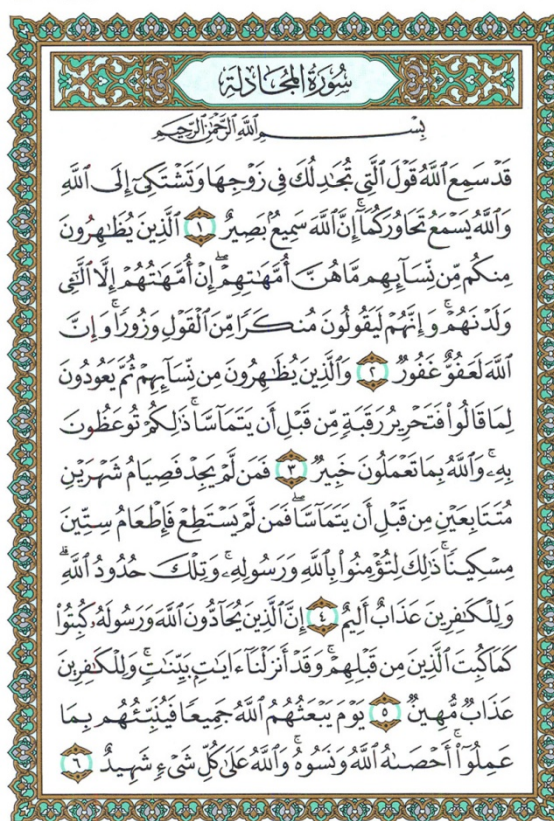 سُورَةُ المُجَادلَة
بِسْمِ ٱللَّهِ ٱلرَّحْمَٰنِ ٱلرَّحِيمِ
قَدْ سَمِعَ ٱللَّهُ قَوْلَ ٱلَّتِي تُجَٰدِلُكَ فِي زَوْجِهَا وَتَشْتَكِيٓ إِلَى ٱللَّهِ
وَٱللَّهُ يَسْمَعُ تَحَاوُرَكُمَآۚ إِنَّ ٱللَّهَ سَمِيعُۢ بَصِيرٌ ١ ٱلَّذِينَ يُظَٰهِرُونَ
مِنكُم مِّن نِّسَآئِهِم مَّا هُنَّ أُمَّهَٰتِهِمْۖ إِنْ أُمَّهَٰتُهُمْ إِلَّا ٱلَّٰٓـِٔي
وَلَدْنَهُمْۚ وَإِنَّهُمْ لَيَقُولُونَ مُنكَرًا مِّنَ ٱلْقَوْلِ وَزُورًاۚ وَإِنَّ
ٱللَّهَ لَعَفُوٌّ غَفُورٌ ٢ وَٱلَّذِينَ يُظَٰهِرُونَ مِن نِّسَآئِهِمْ ثُمَّ يَعُودُونَ
لِمَا قَالُوا۟ فَتَحْرِيرُ رَقَبَةٍ مِّن قَبْلِ أَن يَتَمَآسَّاۚ ذَٰلِكُمْ تُوعَظُونَ
بِهِۦۚ وَٱللَّهُ بِمَا تَعْمَلُونَ خَبِيرٌ ٣ فَمَن لَّمْ يَجِدْ فَصِيَامُ شَهْرَيْنِ
مُتَتَابِعَيْنِ مِن قَبْلِ أَن يَتَمَآسَّاۖ فَمَن لَّمْ يَسْتَطِعْ فَإِطْعَامُ سِتِّينَ
مِسْكِينًاۚ ذَٰلِكَ لِتُؤْمِنُوا۟ بِٱللَّهِ وَرَسُولِهِۦۚ وَتِلْكَ حُدُودُ ٱللَّهِۗ
وَلِلْكَٰفِرِينَ عَذَابٌ أَلِيمٌ ٤ إِنَّ ٱلَّذِينَ يُحَآدُّونَ ٱللَّهَ وَرَسُولَهُۥ كُبِتُوا۟
كَمَا كُبِتَ ٱلَّذِينَ مِن قَبْلِهِمْۚ وَقَدْ أَنزَلْنَآ ءَايَٰتٍۭ بَيِّنَٰتٍۚ وَلِلْكَٰفِرِينَ
عَذَابٌ مُّهِينٌ ٥ يَوْمَ يَبْعَثُهُمُ ٱللَّهُ جَمِيعًا فَيُنَبِّئُهُم بِمَا
عَمِلُوٓا۟ۚ أَحْصَىٰهُ ٱللَّهُ وَنَسُوهُۚ وَٱللَّهُ عَلَىٰ كُلِّ شَيْءٍ شَهِيدٌ ٦